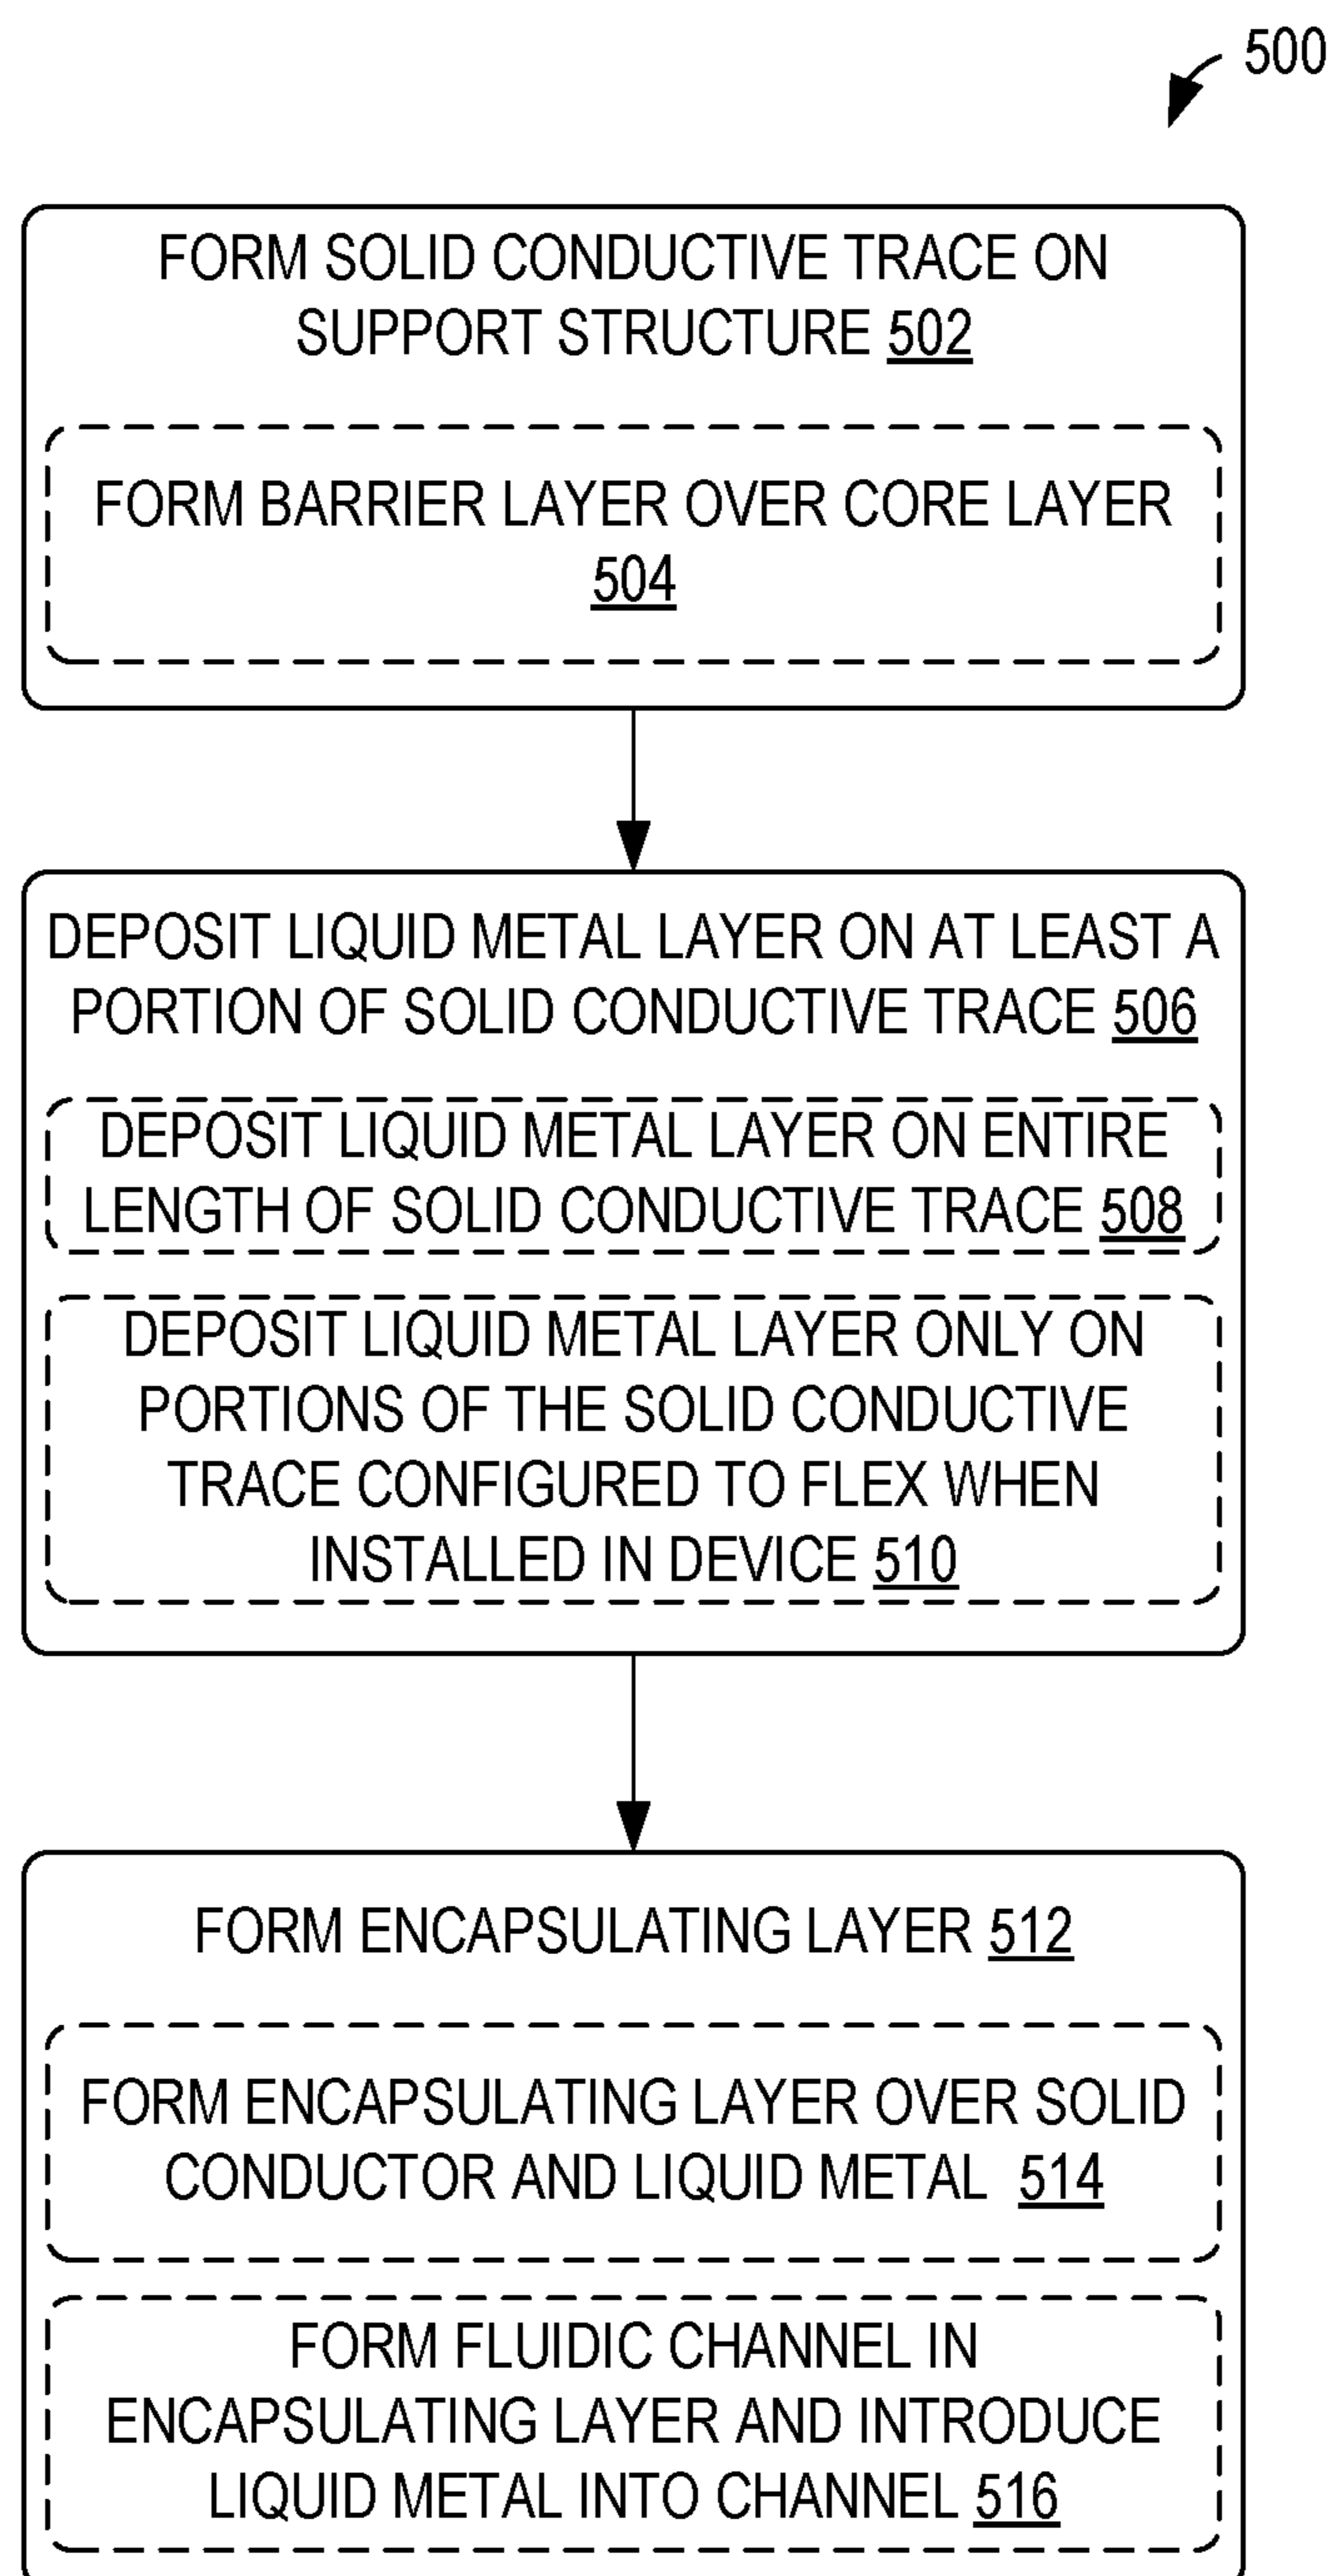 500
FORM SOLID CONDUCTIVE TRACE ON
SUPPORT STRUCTURE 502
FORM BARRIER LAYER OVER CORE LAYER
504
DEPOSIT LIQUID METAL LAYER ON AT LEAST A
PORTION OF SOLID CONDUCTIVE TRACE 506
DEPOSIT LIQUID METAL LAYER ON ENTIRE
LENGTH OF SOLID CONDUCTIVE TRACE 508
DEPOSIT LIQUID METAL LAYER ONLY ON
PORTIONS OF THE SOLID CONDUCTIVE
TRACE CONFIGURED TO FLEX WHEN
INSTALLED IN DEVICE 510
FORM ENCAPSULATING LAYER 512
FORM ENCAPSULATING LAYER OVER SOLID
CONDUCTOR AND LIQUID METAL 514
FORM FLUIDIC CHANNEL IN
ENCAPSULATING LAYER AND INTRODUCE
LIQUID METAL INTO CHANNEL 516